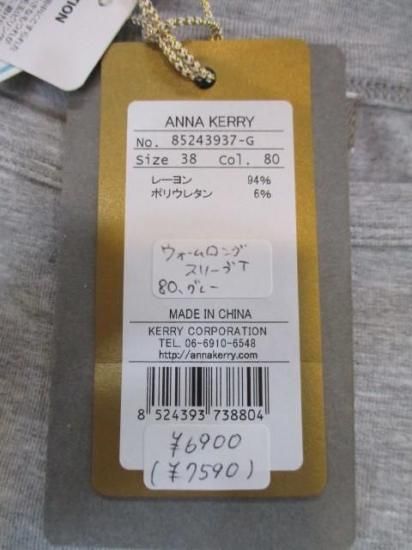 ANNA KERRY
No. 85243937-G
Size 38 Col. 80
レーヨン 94%
ポリウレタン 6%
ウォームロング
スリーブT
80、グレー
MADE IN CHINA
KERRY CORPORATION
TEL. 06-6910-6548
http://annakerry.com
8 524393 738804
¥6900
(¥7590)